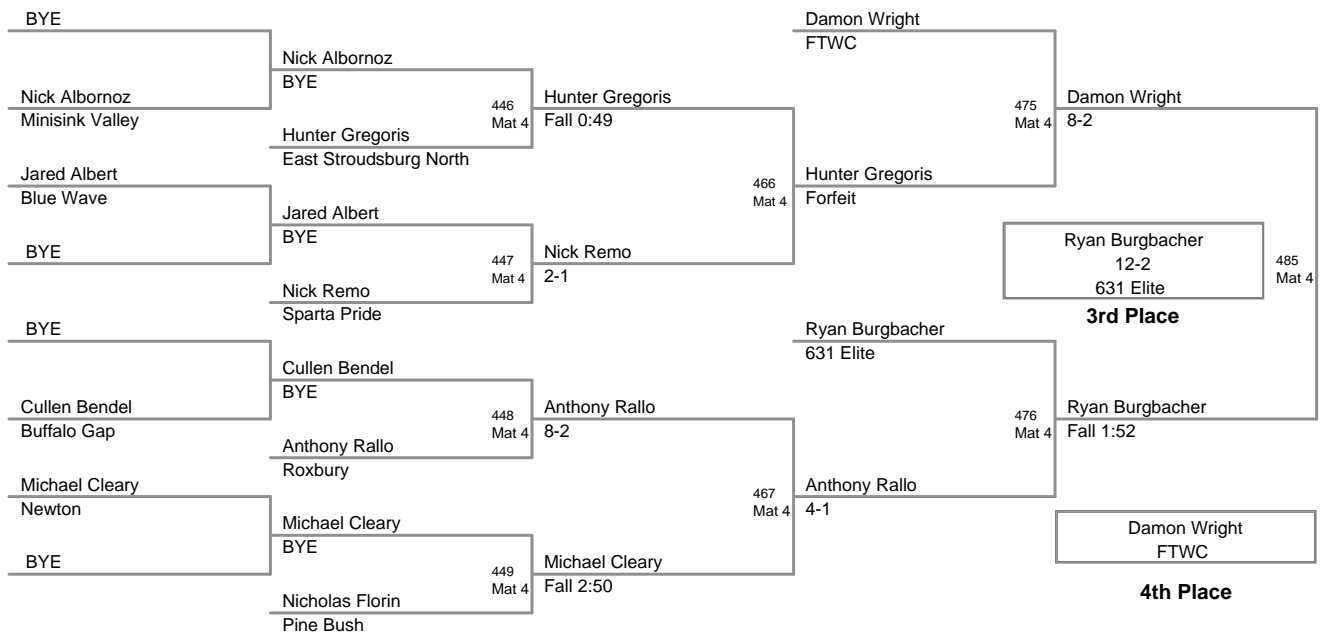 BYE
Nick Albornoz
Minisink Valley
Jared Albert
Blue Wave
BYE
BYE
Cullen Bendel
Buffalo Gap
Michael Cleary
Newton
BYE
Nick Albornoz
BYE
446
Mat 4
Hunter Gregoris
East Stroudsburg North
Jared Albert
BYE
447
Mat 4
Nick Remo
Sparta Pride
Cullen Bendel
BYE
448
Mat 4
Anthony Rallo
Roxbury
Michael Cleary
BYE
449
Mat 4
Nicholas Florin
Pine Bush
Hunter Gregoris
Fall 0:49
466
Mat 4
Nick Remo
2-1
Anthony Rallo
8-2
467
Mat 4
Michael Cleary
Fall 2:50
Damon Wright
FTWC
475
Mat 4
Hunter Gregoris
Forfeit
Ryan Burgbacher
631 Elite
476
Mat 4
Anthony Rallo
4-1
Damon Wright
8-2
Ryan Burgbacher
12-2
631 Elite
3rd Place
485
Mat 4
Ryan Burgbacher
Fall 1:52
Damon Wright
FTWC
4th Place